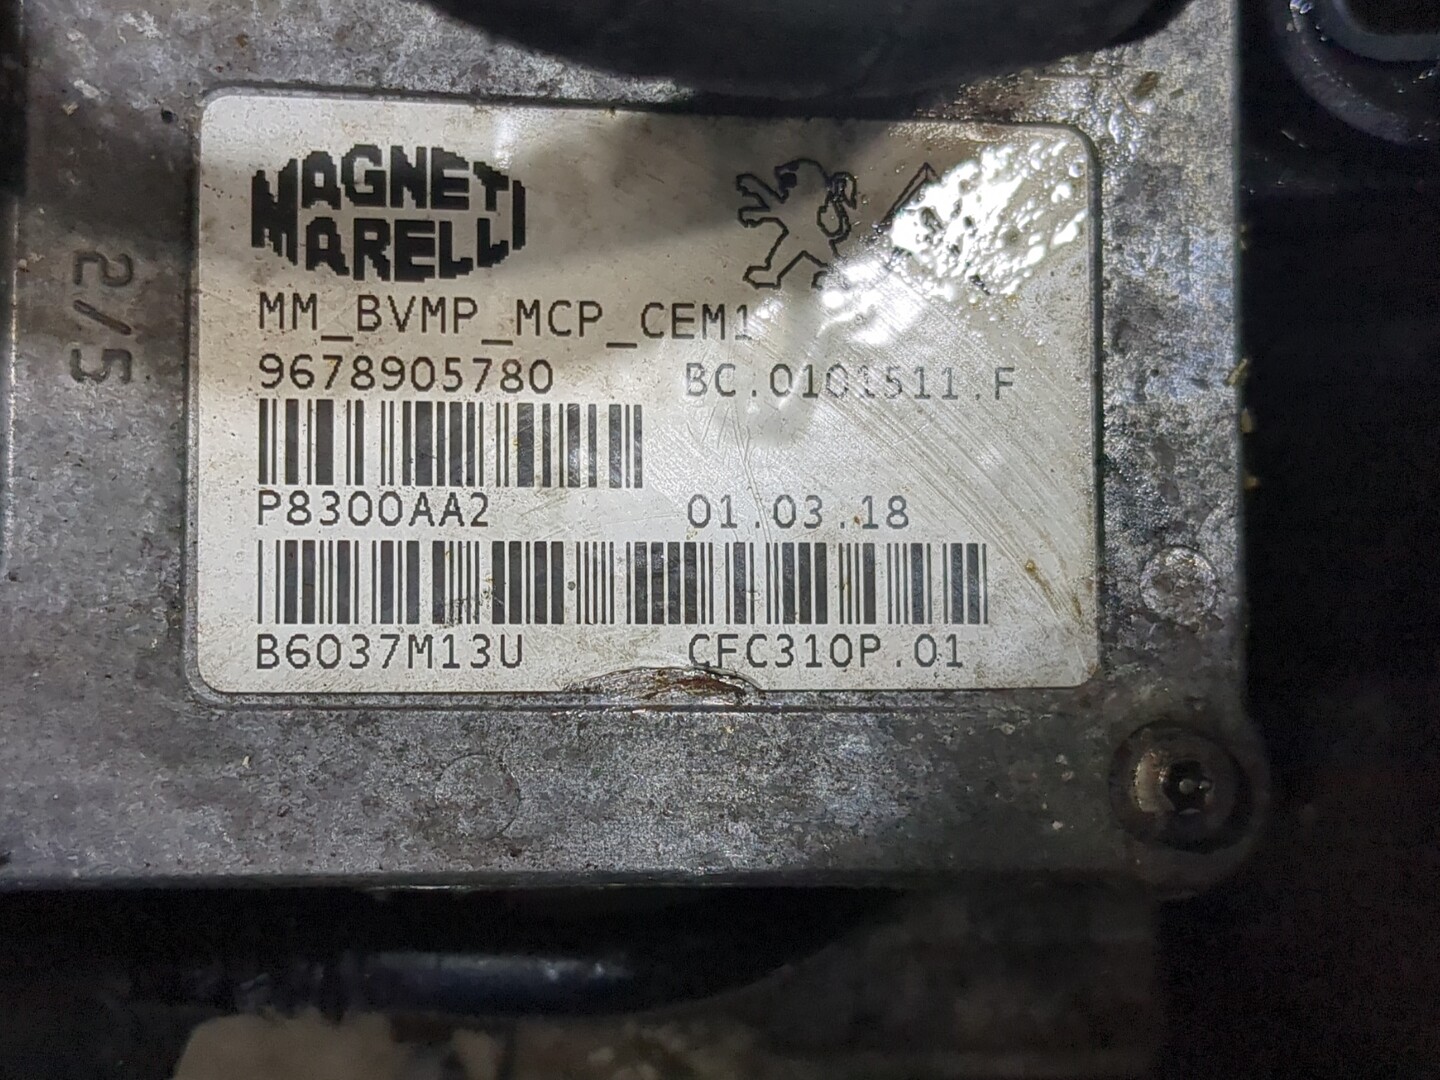 MAGNETI
MARELLI
MM_BVMP_MCP_CEM1
9678905780 BC.0101511.F
P8300AA2 01.03.18
B6037M13U CFC310P.01
2/5